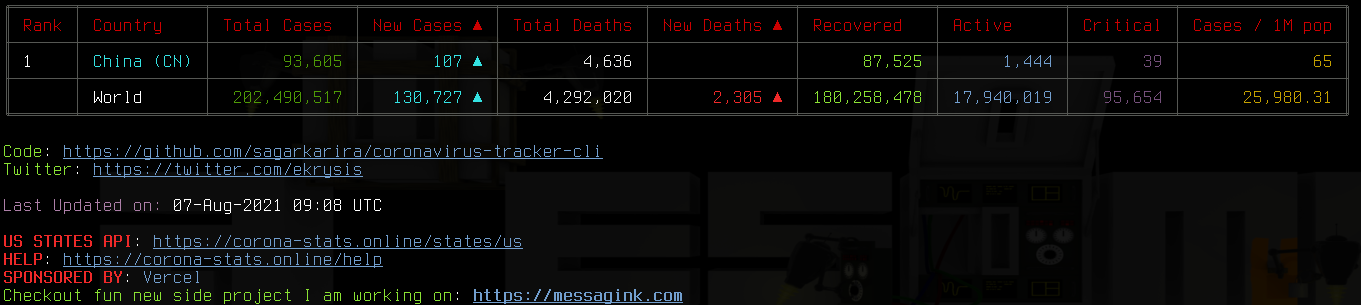 Rank Country Total Cases New Cases ▲ Total Deaths New Deaths ▲ Recovered Active Critical Cases / 1M pop
1 China (CN) 93,605 107 ▲ 4,636 87,525 1,444 39 65
World 202,490,517 130,727 ▲ 4,292,020 2,305 ▲ 180,258,478 17,940,019 95,654 25,980.31
Code: https://github.com/sagarkarira/coronavirus-tracker-cli
Twitter: https://twitter.com/ekrysis
Last Updated on: 07-Aug-2021 09:08 UTC
US STATES API: https://corona-stats.online/states/us
HELP: https://corona-stats.online/help
SPONSORED BY: Vercel
Checkout fun new side project I am working on: https://messagink.com